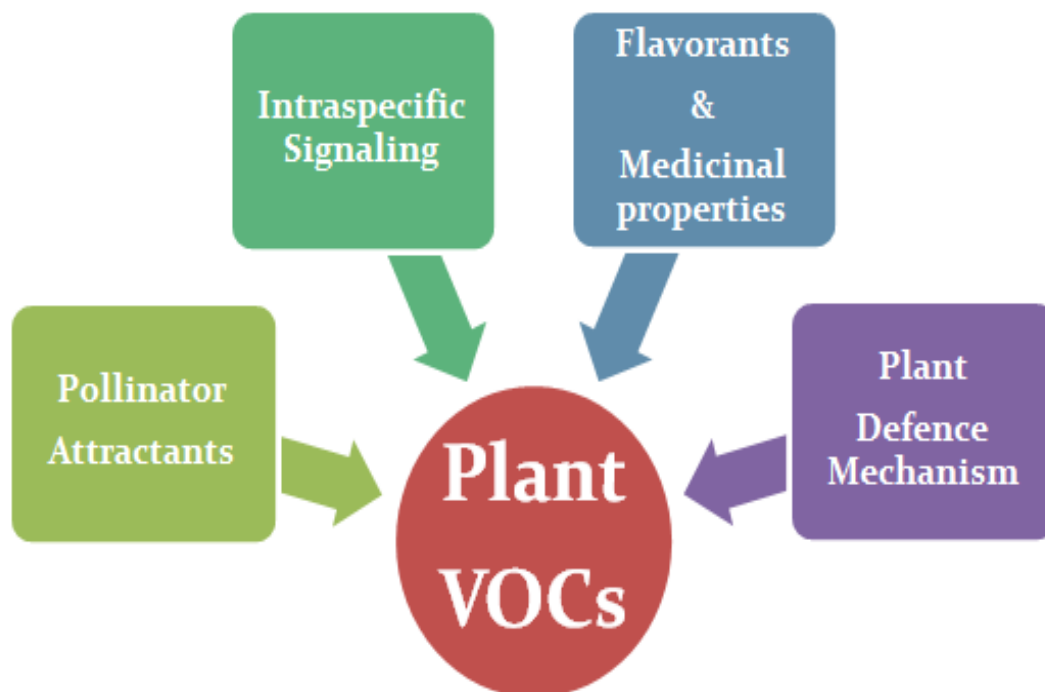 Intraspecific
Signaling
Flavorants
&
Medicinal
properties
Pollinator
Attractants
Plant
Defence
Mechanism
Plant
VOCs